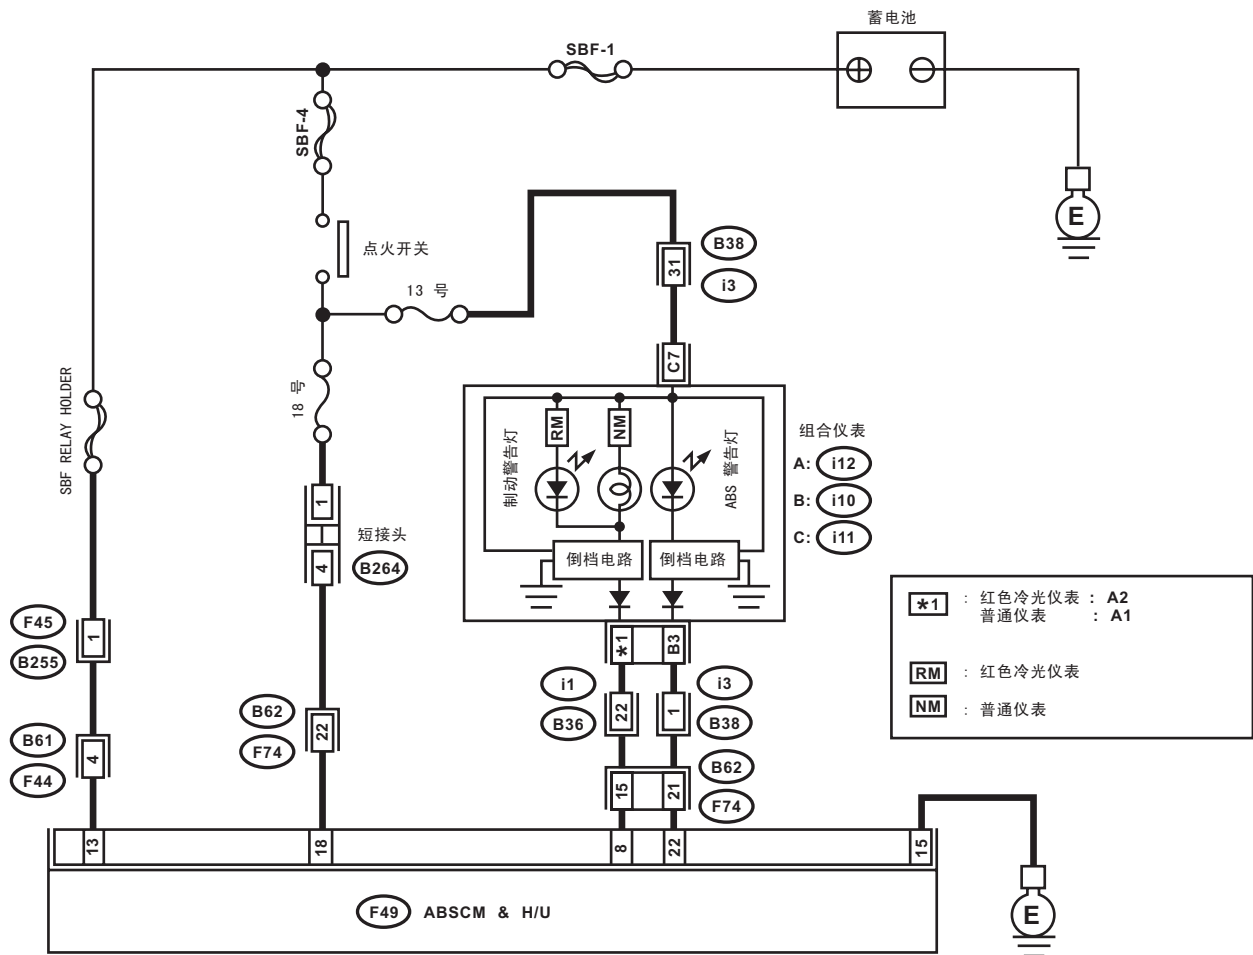 蓄电池
SBF-1
SBF-4
E
点火开关
13 号
B38
31
i3
C7
18 号
SBF RELAY HOLDER
组合仪表
A: i12
B: i10
C: i11
制动警告灯
RM
NM
ABS 警告灯
倒档电路
倒档电路
1
短接头
4
B264
*1 : 红色冷光仪表 : A2
普通仪表 : A1
RM : 红色冷光仪表
NM : 普通仪表
F45
1
B255
*1
B3
i1
22
B36
i3
1
B38
B61
4
F44
B62
22
F74
15
21
B62
F74
13
18
8
22
15
F49 ABSCM & H/U
E